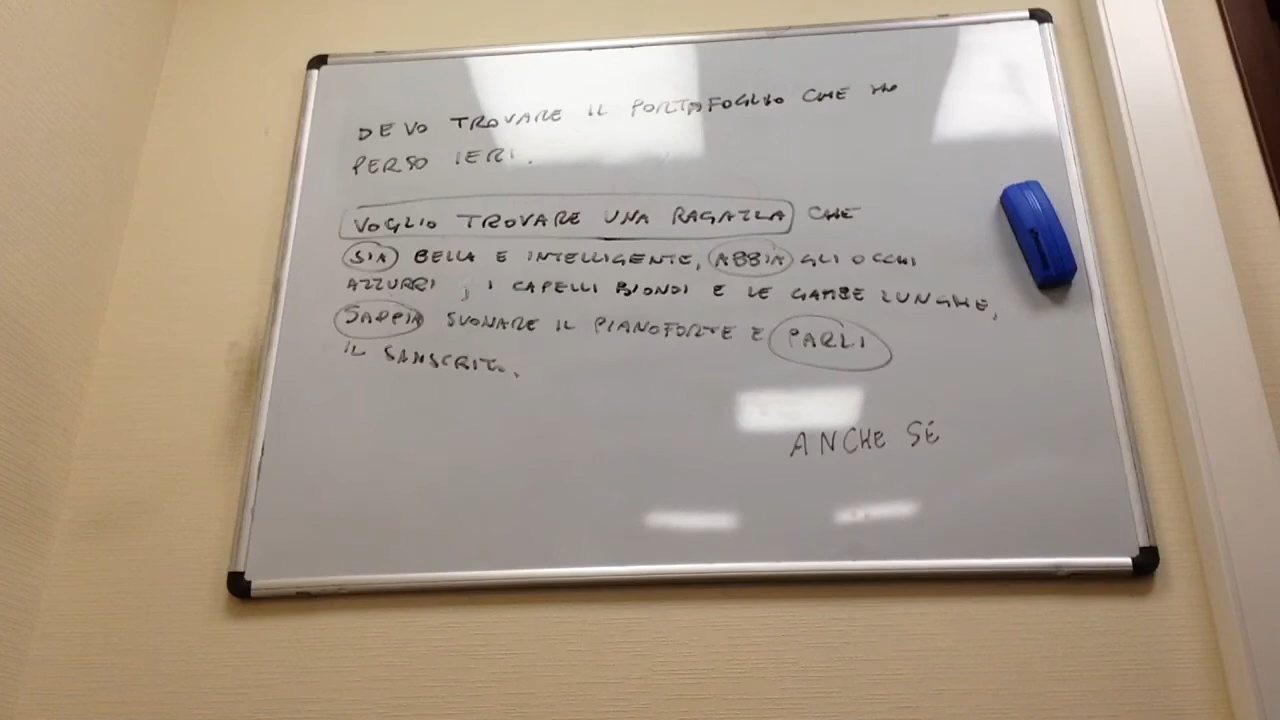 DEVO TROVARE IL PORTAFOGLIO CHE HO
PERSO IERI.
VOGLIO TROVARE UNA RAGAZZA CHE
SIA BELLA E INTELLIGENTE, ABBIA GLI OCCHI
AZZURRI, I CAPELLI BIONDI E LE GAMBE LUNGHE,
SAPPIA SUONARE IL PIANOFORTE E PARLI
IL SANSCRITO.
ANCHE SE